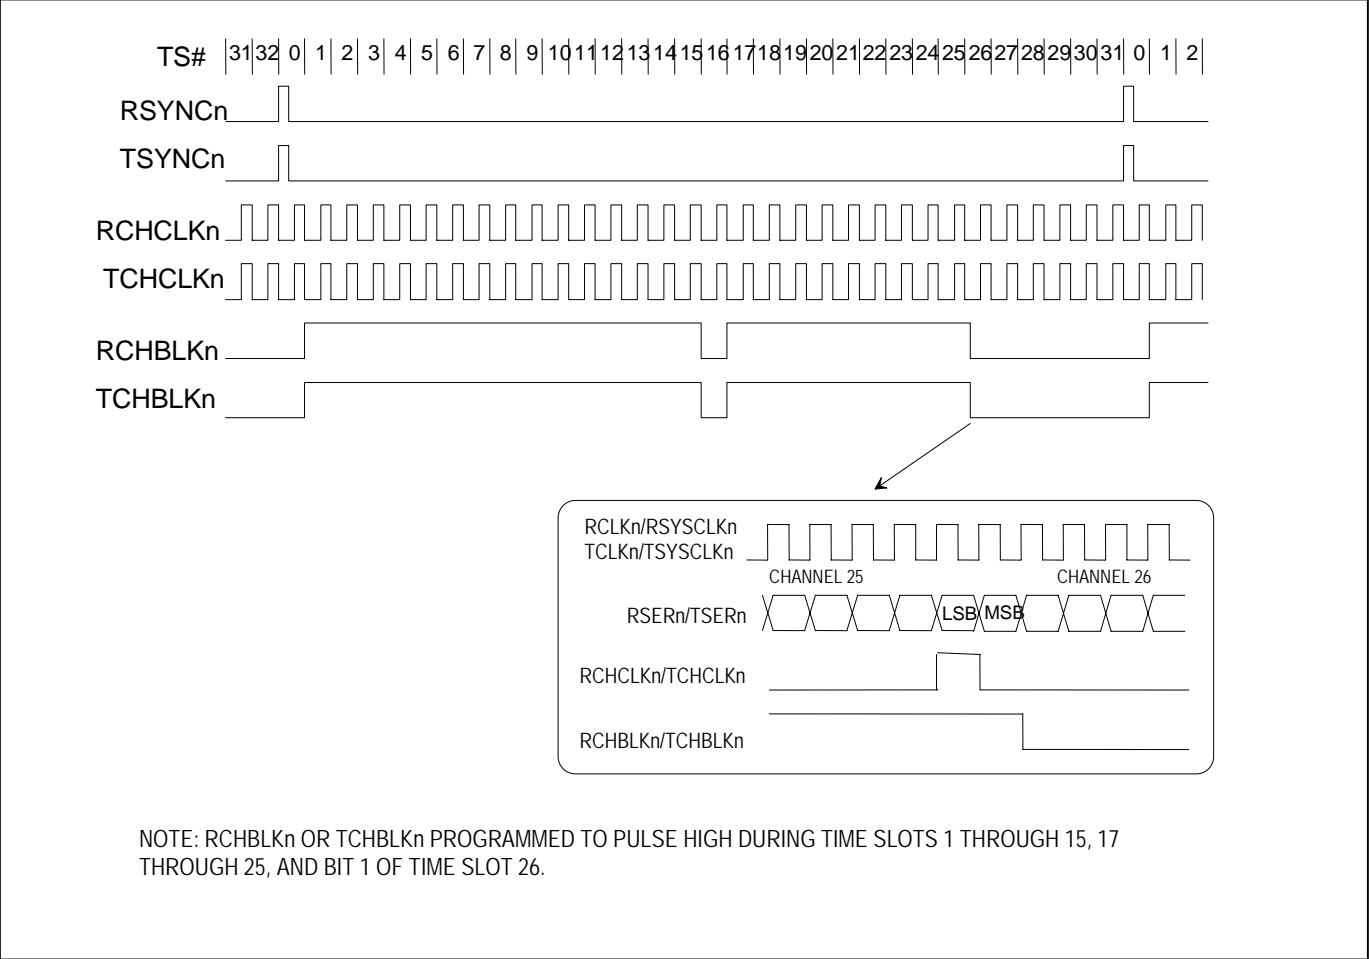 TS# 31 32 0 1 2 3 4 5 6 7 8 9 10 11 12 13 14 15 16 17 18 19 20 21 22 23 24 25 26 27 28 29 30 31 0 1 2
RSYNCn
TSYNCn
RCHCLKn
TCHCLKn
RCHBLKn
TCHBLKn
RCLKn/RSYSCLKn
TCLKn/TSYSCLKn
CHANNEL 25 CHANNEL 26
RSERn/TSERn LSB MSB
RCHCLKn/TCHCLKn
RCHBLKn/TCHBLKn
NOTE: RCHBLKn OR TCHBLKn PROGRAMMED TO PULSE HIGH DURING TIME SLOTS 1 THROUGH 15, 17
THROUGH 25, AND BIT 1 OF TIME SLOT 26.